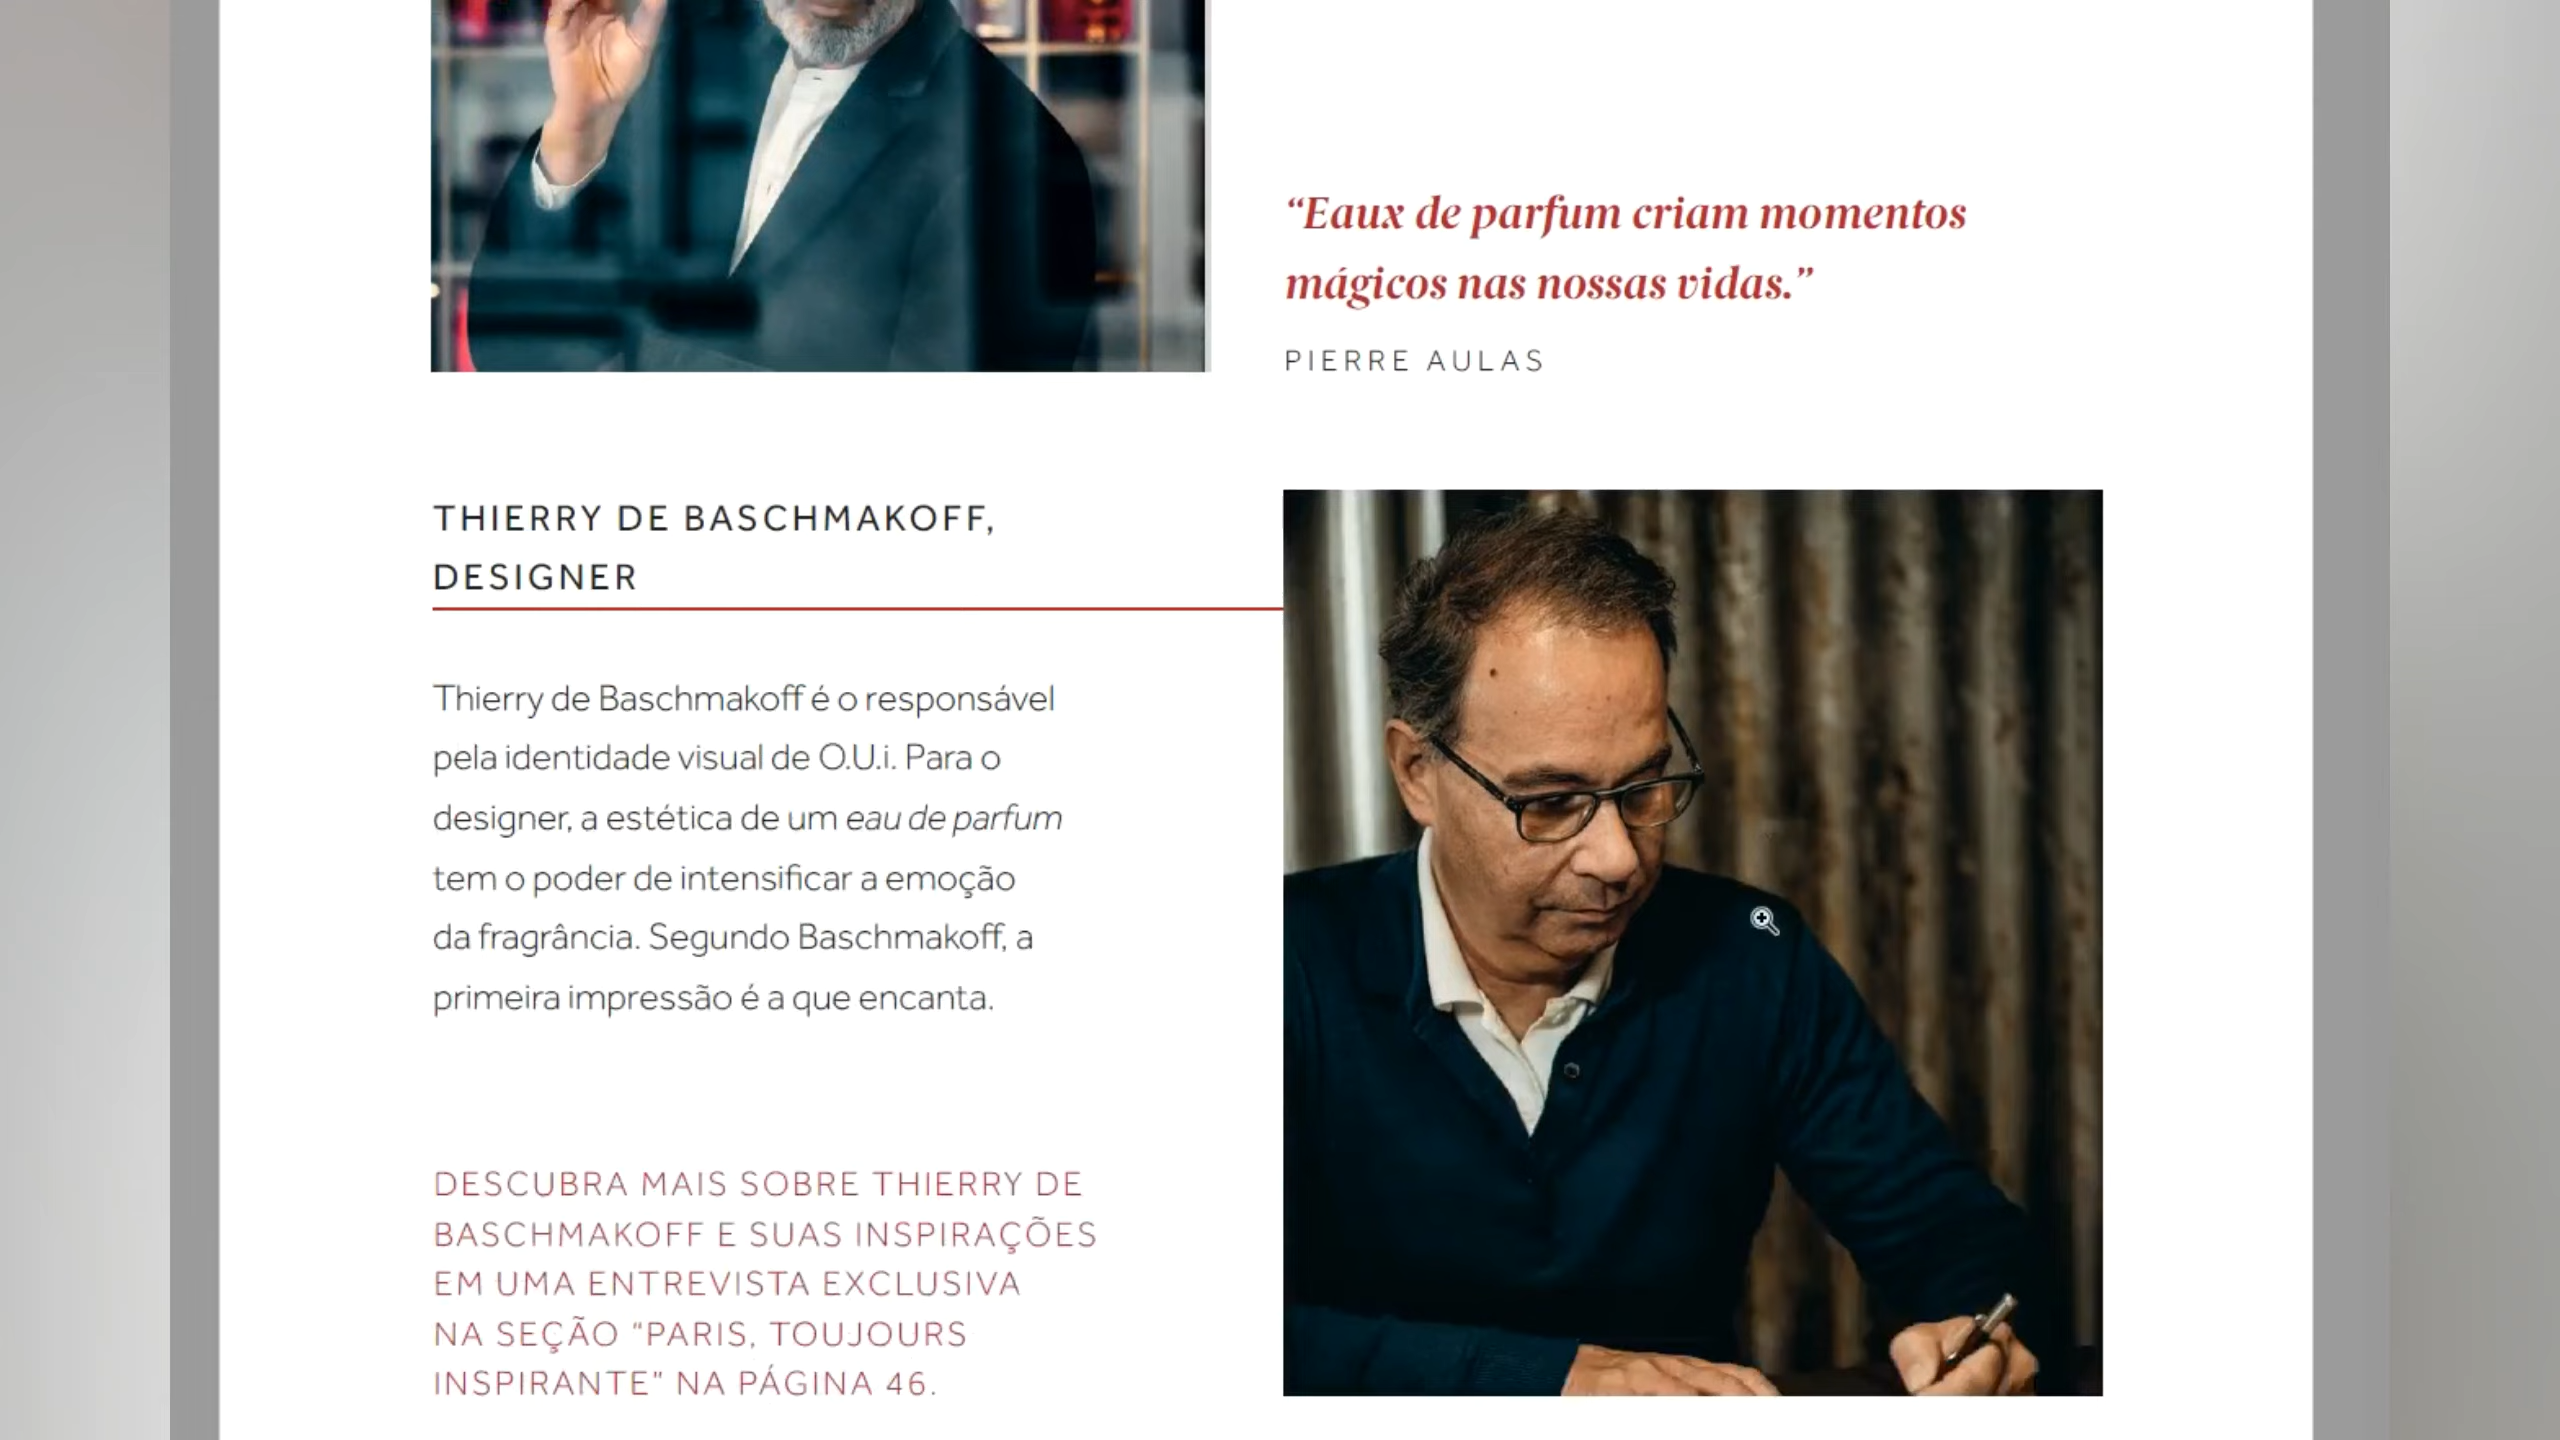 “Eaux de parfum criam momentos
mágicos nas nossas vidas.”
PIERRE AULAS
THIERRY DE BASCHMAKOFF,
DESIGNER
Thierry de Baschmakoff é o responsável
pela identidade visual de O.U.i. Para o
designer, a estética de um eau de parfum
tem o poder de intensificar a emoção
da fragrância. Segundo Baschmakoff, a
primeira impressão é a que encanta.
DESCUBRA MAIS SOBRE THIERRY DE
BASCHMAKOFF E SUAS INSPIRAÇÕES
EM UMA ENTREVISTA EXCLUSIVA
NA SEÇÃO “PARIS, TOUJOURS
INSPIRANTE” NA PÁGINA 46.